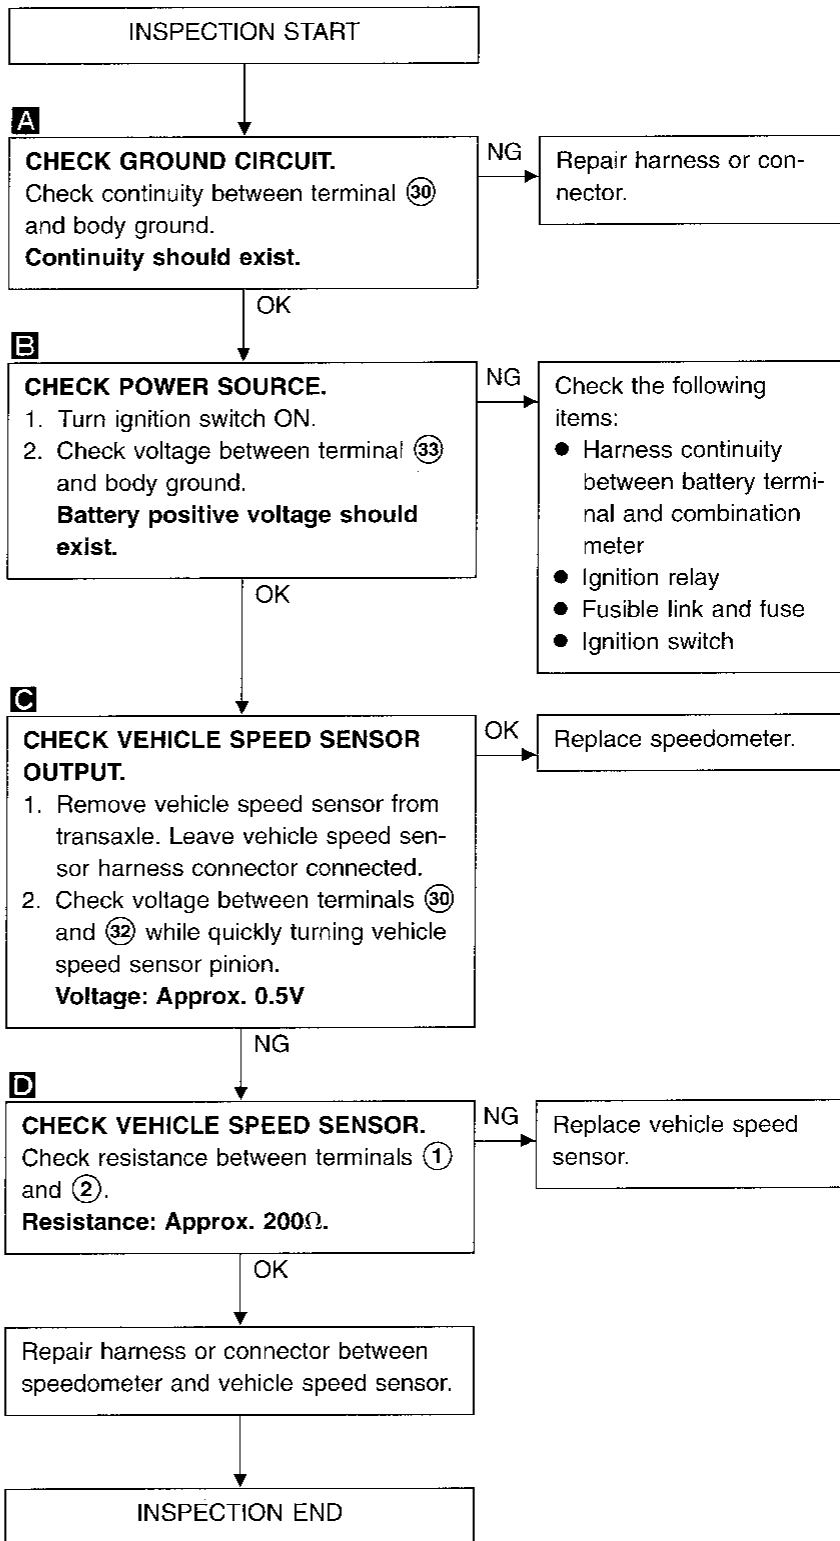 INSPECTION START
A
CHECK GROUND CIRCUIT.
Check continuity between terminal 30
and body ground.
Continuity should exist.
NG
Repair harness or con-
nector.
OK
B
CHECK POWER SOURCE.
1. Turn ignition switch ON.
2. Check voltage between terminal 33
and body ground.
Battery positive voltage should
exist.
NG
Check the following
items:
● Harness continuity
between battery termi-
nal and combination
meter
● Ignition relay
● Fusible link and fuse
● Ignition switch
OK
C
CHECK VEHICLE SPEED SENSOR
OUTPUT.
1. Remove vehicle speed sensor from
transaxle. Leave vehicle speed sen-
sor harness connector connected.
2. Check voltage between terminals 30
and 32 while quickly turning vehicle
speed sensor pinion.
Voltage: Approx. 0.5V
OK
Replace speedometer.
NG
D
CHECK VEHICLE SPEED SENSOR.
Check resistance between terminals 1
and 2.
Resistance: Approx. 200Ω.
NG
Replace vehicle speed
sensor.
OK
Repair harness or connector between
speedometer and vehicle speed sensor.
INSPECTION END